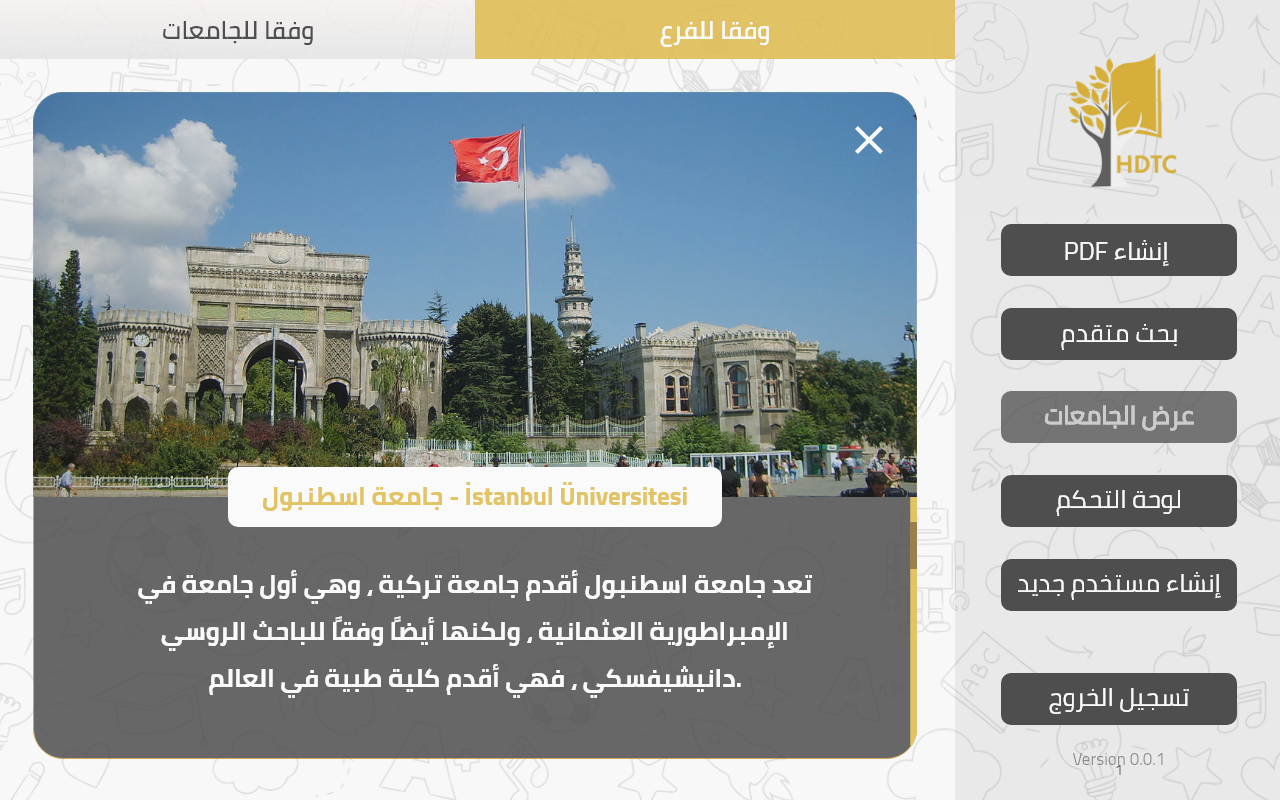 وفقا للفرع
وفقا للجامعات
HDTC
إنشاء PDF
بحث متقدم
عرض الجامعات
لوحة التحكم
إنشاء مستخدم جديد
تسجيل الخروج
Version 0.0.1
1
جامعة اسطنبول - İstanbul Üniversitesi
تعد جامعة اسطنبول أقدم جامعة تركية ، وهي أول جامعة في
الإمبراطورية العثمانية ، ولكنها أيضاً وفقاً للباحث الروسي
دانيشيفسكي ، فهي أقدم كلية طبية في العالم.
ABC